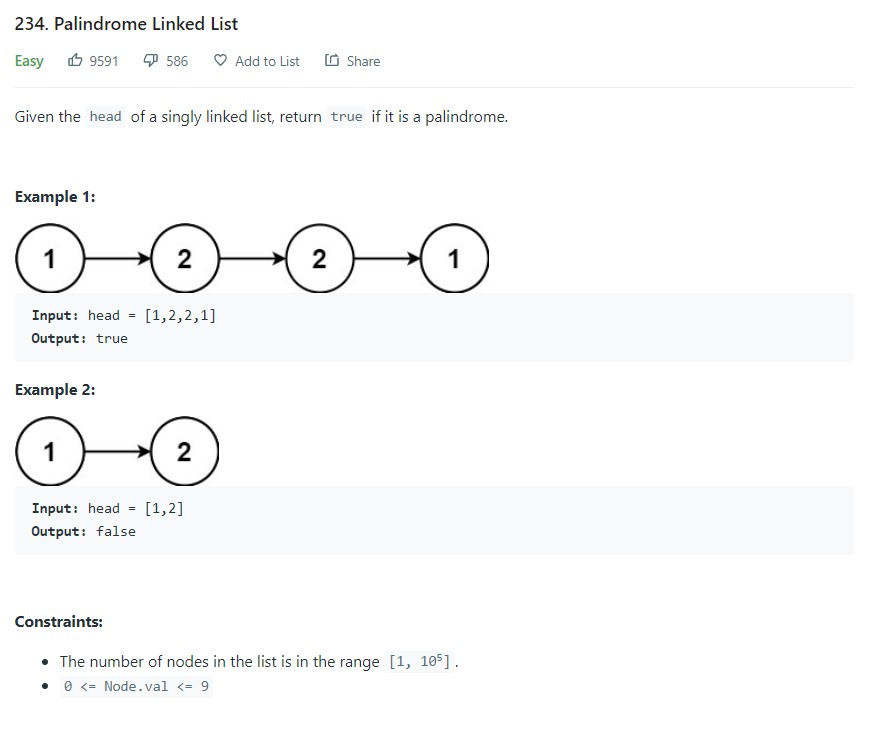 234. Palindrome Linked List
Easy 9591 586 Add to List Share
Given the head of a singly linked list, return true if it is a palindrome.
Example 1:
1 2 2 1
Input: head = [1,2,2,1]
Output: true
Example 2:
1 2
Input: head = [1,2]
Output: false
Constraints:
• The number of nodes in the list is in the range [1, 10⁵].
• 0 <= Node.val <= 9